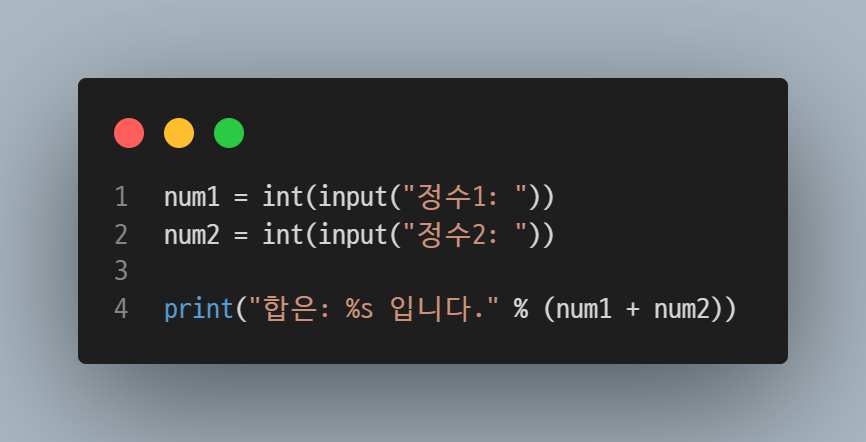 1 num1 = int(input("정수1: "))
2 num2 = int(input("정수2: "))
3
4 print("합은: %s 입니다." % (num1 + num2))